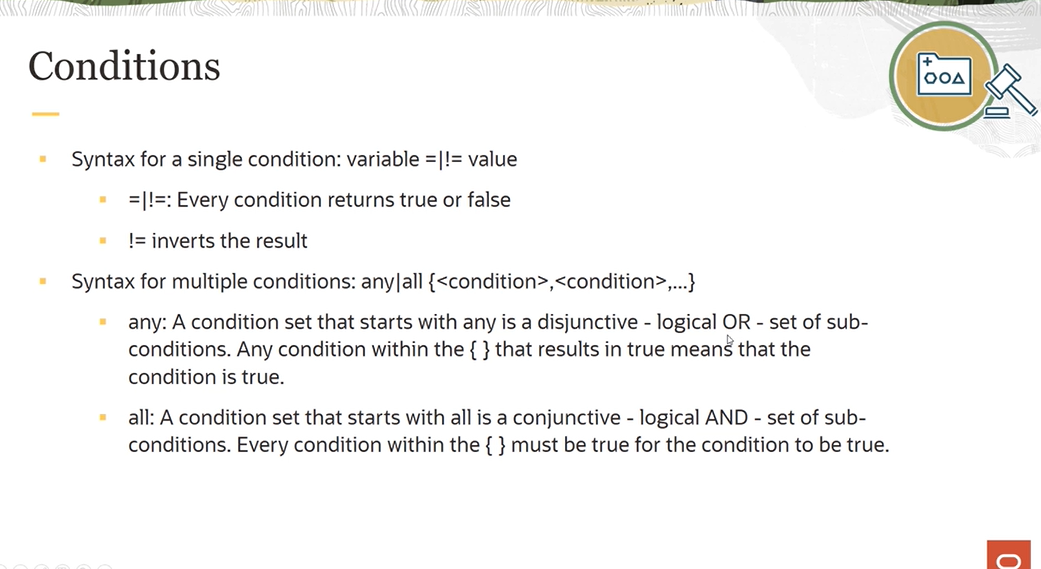 Conditions
Syntax for a single condition: variable =|!= value
=|!=: Every condition returns true or false
!= inverts the result
Syntax for multiple conditions: any|all {<condition>,<condition>,...}
any: A condition set that starts with any is a disjunctive - logical OR - set of sub-
conditions. Any condition within the { } that results in true means that the
condition is true.
all: A condition set that starts with all is a conjunctive - logical AND - set of sub-
conditions. Every condition within the { } must be true for the condition to be true.